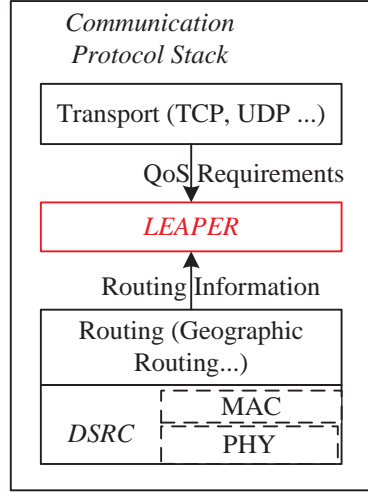 Communication
Protocol Stack
Transport (TCP, UDP ...)
QoS Requirements
LEAPER
Routing Information
Routing (Geographic
Routing...)
DSRC
MAC
PHY